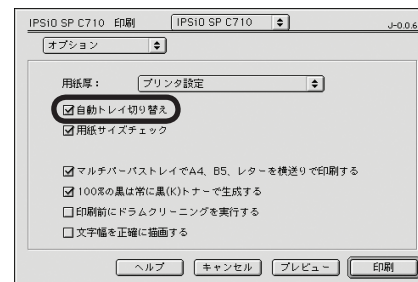 IPSiO SP C710 印刷 IPSiO SP C710 J-0.0.6
オプション
用紙厚： プリンタ設定
自動トレイ切り替え
用紙サイズチェック
マルチパーパストレイでA4、B5、レターを横送りで印刷する
100%の黒は常に黒(K)トナーで生成する
印刷前にドラムクリーニングを実行する
文字幅を正確に描画する
ヘルプ キャンセル プレビュー 印刷